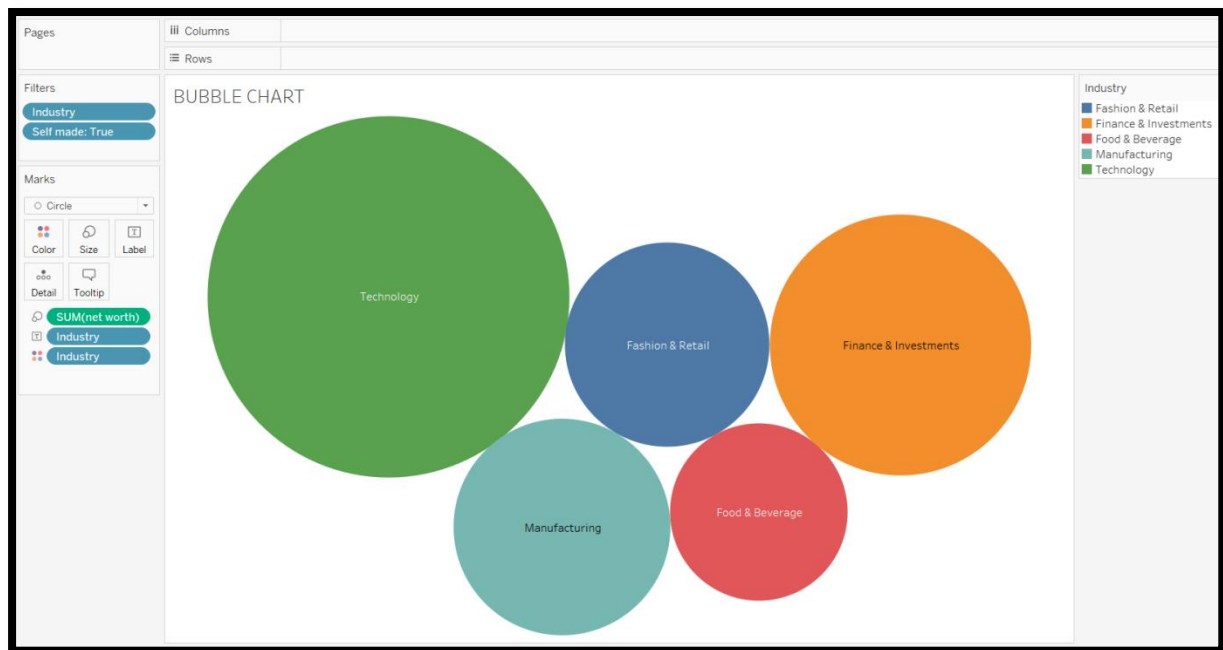 Pages
Columns
Rows
Filters
Industry
Self made: True
Marks
Circle
Color Size Label
Detail Tooltip
SUM(net worth)
Industry
Industry
BUBBLE CHART
Technology
Fashion & Retail
Finance & Investments
Manufacturing
Food & Beverage
Industry
Fashion & Retail
Finance & Investments
Food & Beverage
Manufacturing
Technology